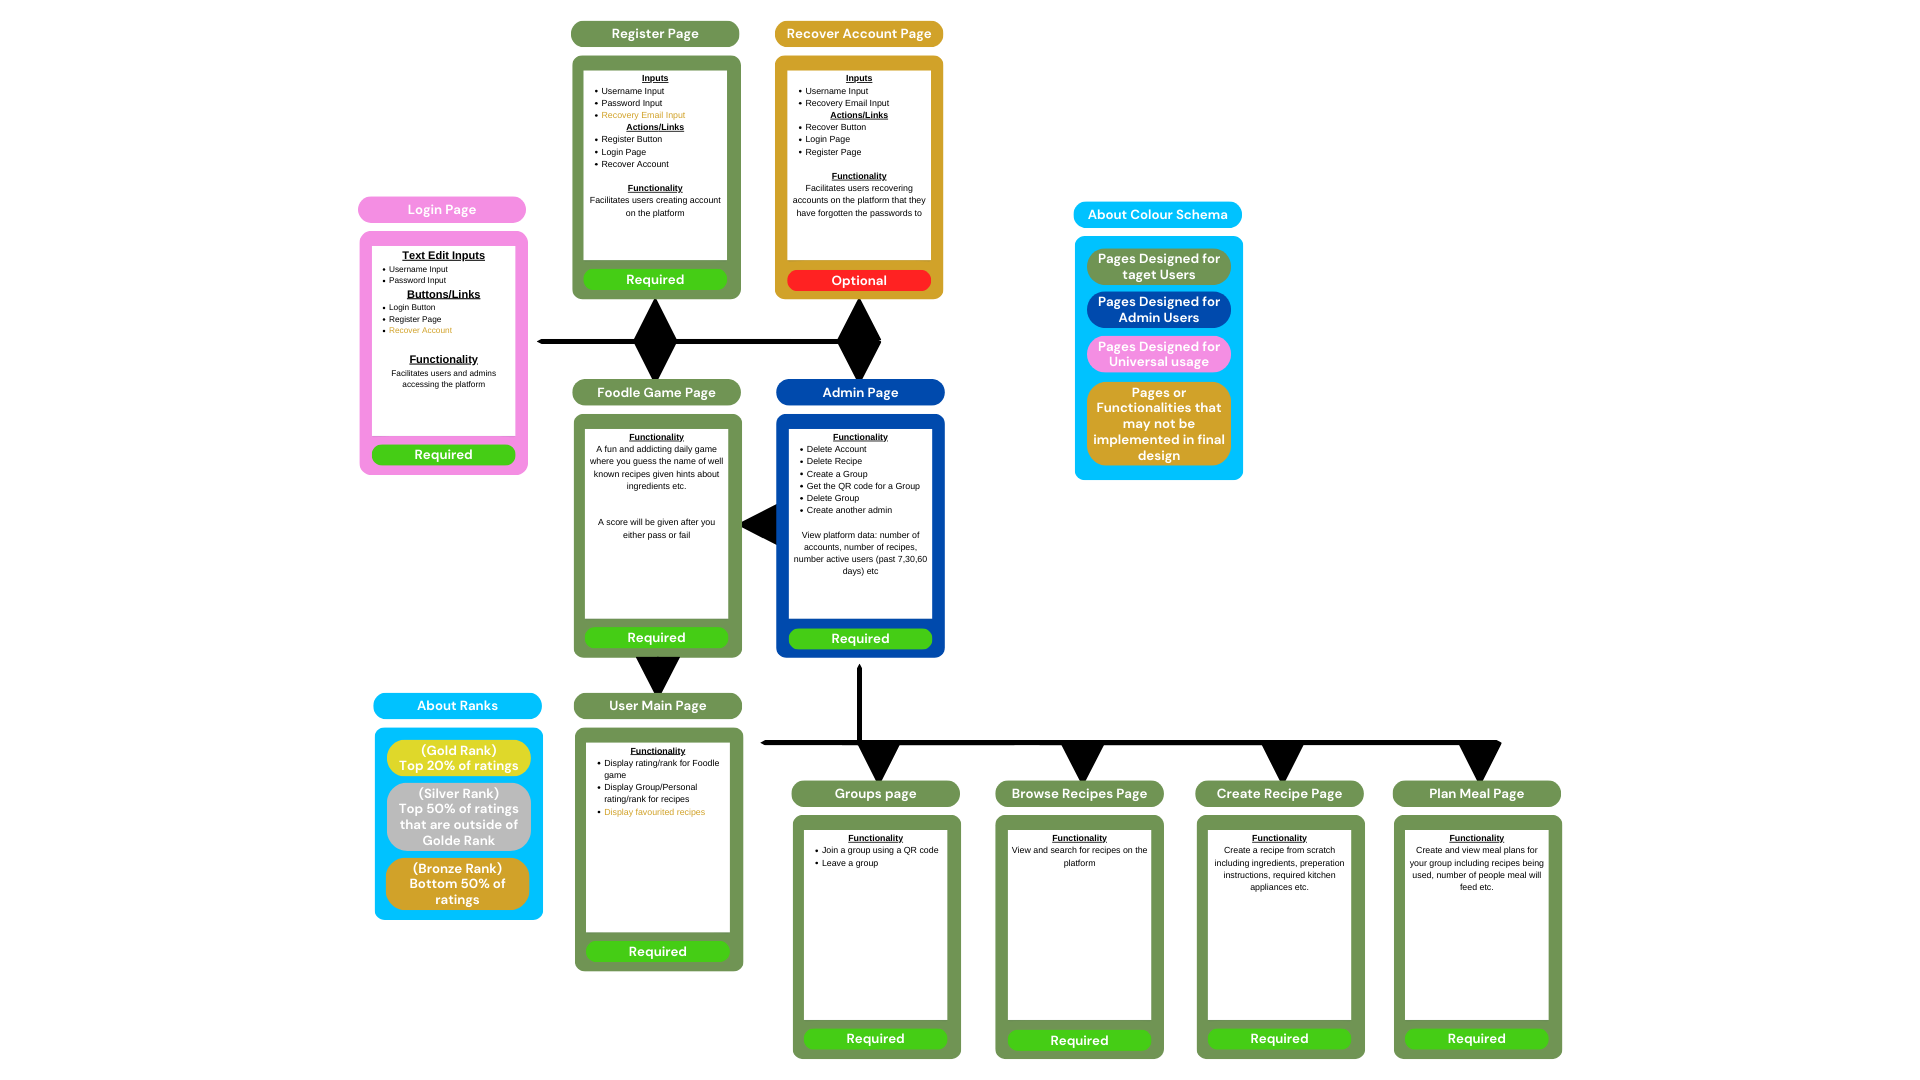 Register Page
Inputs
Username Input
Password Input
Recovery Email Input
Actions/Links
Register Button
Login Page
Recover Account
Functionality
Facilitates users creating account
on the platform
Required
Recover Account Page
Inputs
Username Input
Recovery Email Input
Actions/Links
Recover Button
Login Page
Register Page
Functionality
Facilitates users recovering
accounts on the platform that they
have forgotten the passwords to
Optional
Login Page
Text Edit Inputs
Username Input
Password Input
Buttons/Links
Login Button
Register Page
Recover Account
Functionality
Facilitates users and admins
accessing the platform
Required
About Colour Schema
Pages Designed for
taget Users
Pages Designed for
Admin Users
Pages Designed for
Universal usage
Pages or
Functionalities that
may not be
implemented in final
design
Foodle Game Page
Functionality
A fun and addicting daily game
where you guess the name of well
known recipes given hints about
ingredients etc.
A score will be given after you
either pass or fail
Required
Admin Page
Functionality
Delete Account
Delete Recipe
Create a Group
Get the QR code for a Group
Delete Group
Create another admin
View platform data: number of
accounts, number of recipes,
number active users (past 7,30,60
days) etc
Required
About Ranks
(Gold Rank)
Top 20% of ratings
(Silver Rank)
Top 50% of ratings
that are outside of
Golde Rank
(Bronze Rank)
Bottom 50% of
ratings
User Main Page
Functionality
Display rating/rank for Foodle
game
Display Group/Personal
rating/rank for recipes
Display favourited recipes
Required
Groups page
Functionality
Join a group using a QR code
Leave a group
Required
Browse Recipes Page
Functionality
View and search for recipes on the
platform
Required
Create Recipe Page
Functionality
Create a recipe from scratch
including ingredients, preperation
instructions, required kitchen
appliances etc.
Required
Plan Meal Page
Functionality
Create and view meal plans for
your group including recipes being
used, number of people meal will
feed etc.
Required